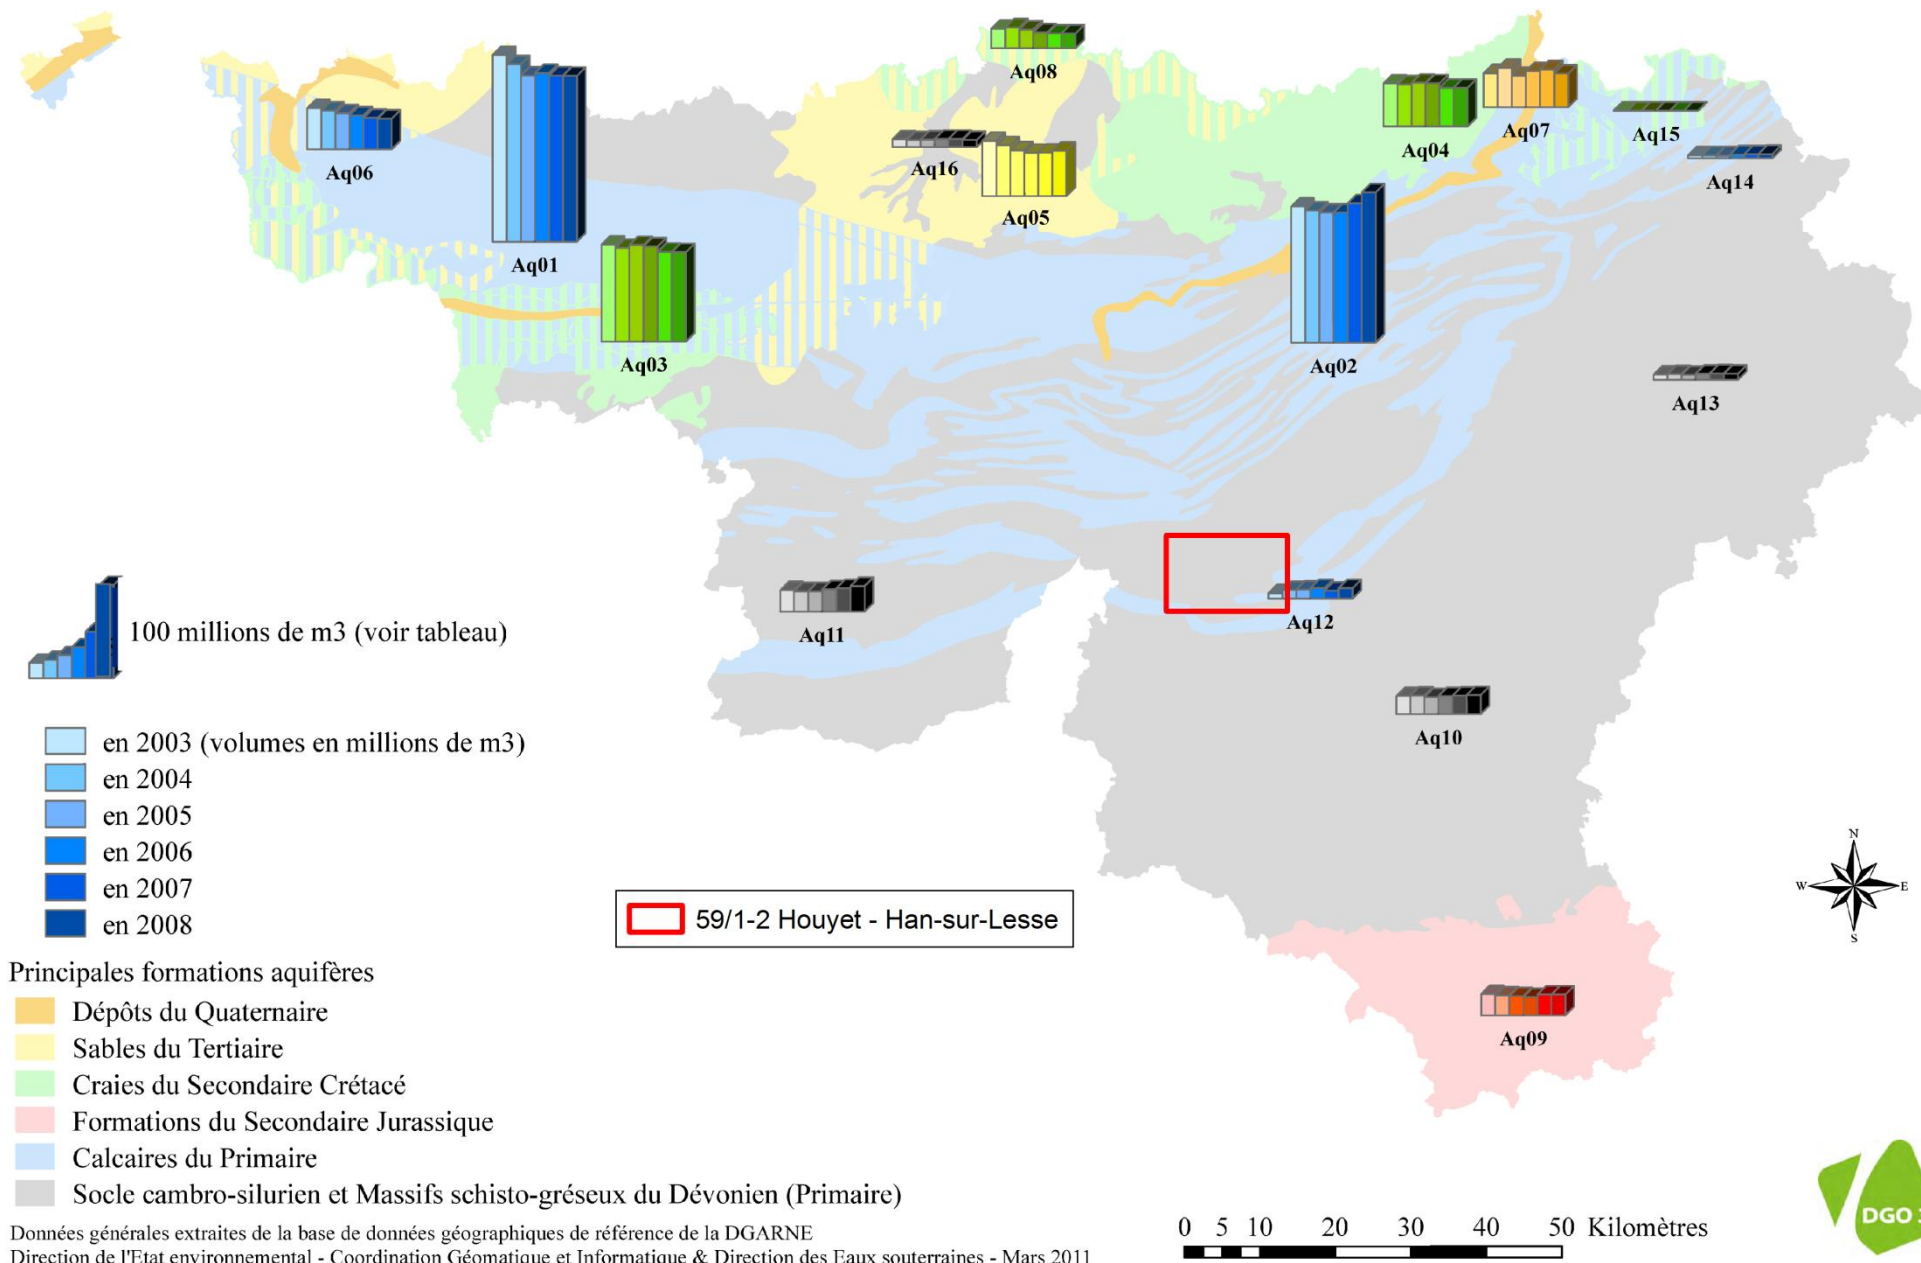 Aq08
Aq06
Aq16
Aq05
Aq04
Aq07
Aq15
Aq14
Aq01
Aq03
Aq02
Aq13
Aq11
Aq12
100 millions de m3 (voir tableau)
Aq10
en 2003 (volumes en millions de m3)
en 2004
en 2005
en 2006
en 2007
en 2008
N
W
E
S
59/1-2 Houyet - Han-sur-Lesse
Principales formations aquifères
Dépôts du Quaternaire
Sables du Tertiaire
Craies du Secondaire Crétacé
Formations du Secondaire Jurassique
Calcaires du Primaire
Socle cambro-silurien et Massifs schisto-gréseux du Dévonien (Primaire)
Aq09
Données générales extraites de la base de données géographiques de référence de la DGARNE
Direction de l'Etat environnemental - Coordination Géomatique et Informatique & Direction des Eaux souterraines - Mars 2011
0 5 10 20 30 40 50 Kilomètres
DGO 3